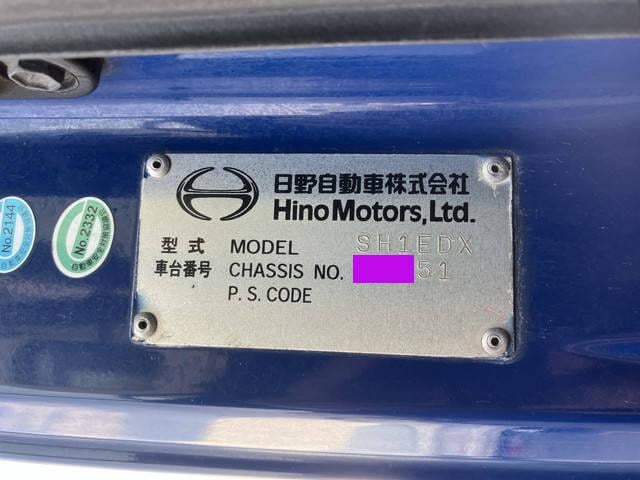 日野自動車株式会社
Hino Motors, Ltd.
型式 MODEL SH1EDX
車台番号 CHASSIS NO. 51
P.S. CODE
No.2144
No.2332